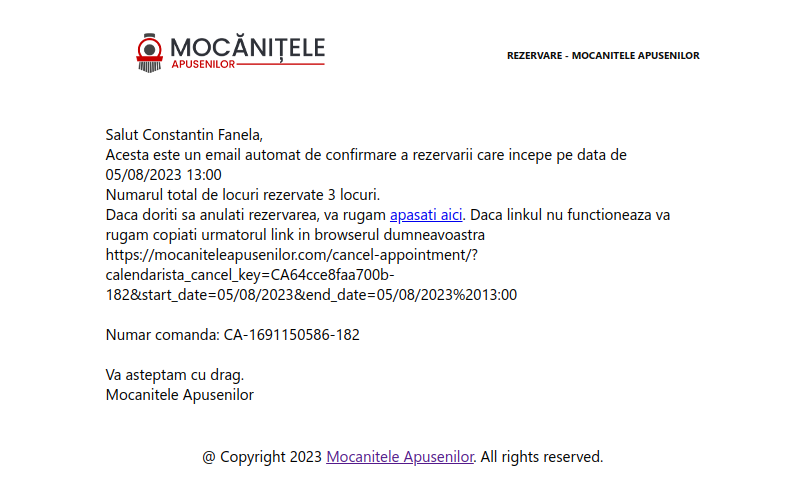 MOCĂNIȚELE
APUSENILOR
REZERVARE - MOCANITELE APUSENILOR
Salut Constantin Fanela,
Acesta este un email automat de confirmare a rezervarii care incepe pe data de
05/08/2023 13:00
Numarul total de locuri rezervate 3 locuri.
Daca doriti sa anulati rezervarea, va rugam apasati aici. Daca linkul nu functioneaza va
rugam copiati urmatorul link in browserul dumneavoastra
https://mocaniteleapusenilor.com/cancel-appointment/?
calendarista_cancel_key=CA64cce8faa700b-
182&start_date=05/08/2023&end_date=05/08/2023%2013:00
Numar comanda: CA-1691150586-182
Va asteptam cu drag.
Mocanitele Apusenilor
@ Copyright 2023 Mocanitele Apusenilor. All rights reserved.